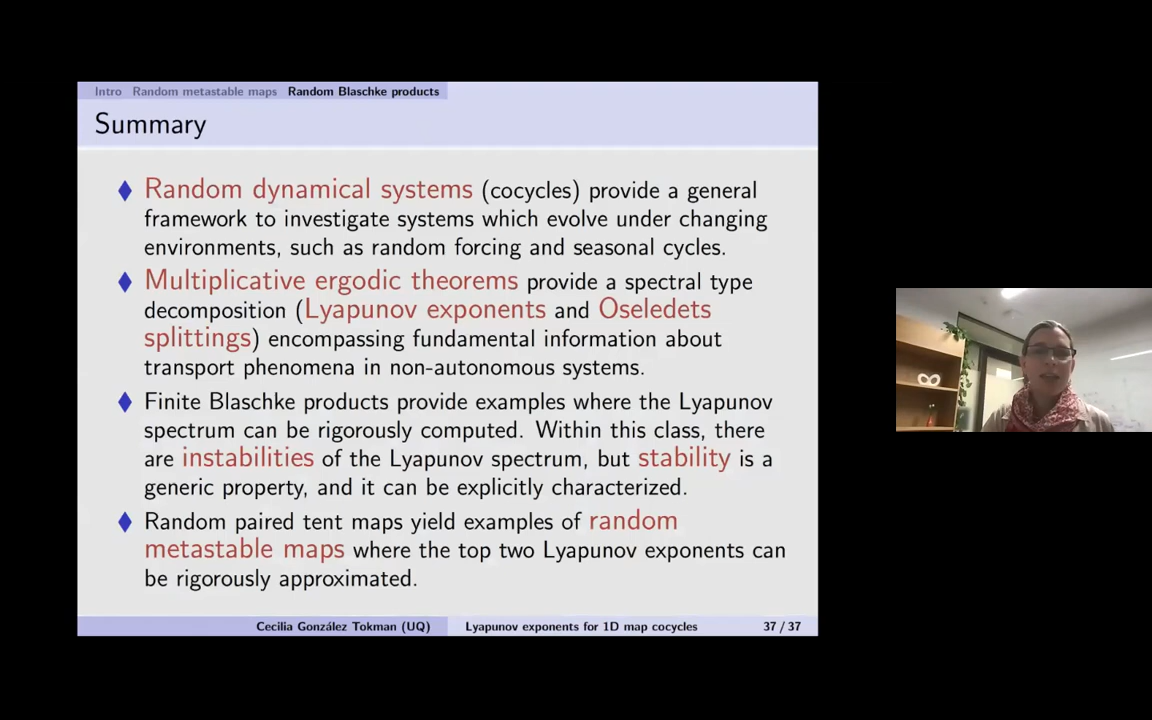 Intro Random metastable maps Random Blaschke products
Summary
Random dynamical systems (cocycles) provide a general
framework to investigate systems which evolve under changing
environments, such as random forcing and seasonal cycles.
Multiplicative ergodic theorems provide a spectral type
decomposition (Lyapunov exponents and Oseledets
splittings) encompassing fundamental information about
transport phenomena in non-autonomous systems.
Finite Blaschke products provide examples where the Lyapunov
spectrum can be rigorously computed. Within this class, there
are instabilities of the Lyapunov spectrum, but stability is a
generic property, and it can be explicitly characterized.
Random paired tent maps yield examples of random
metastable maps where the top two Lyapunov exponents can
be rigorously approximated.
Cecilia González Tokman (UQ) Lyapunov exponents for 1D map cocycles 37 / 37